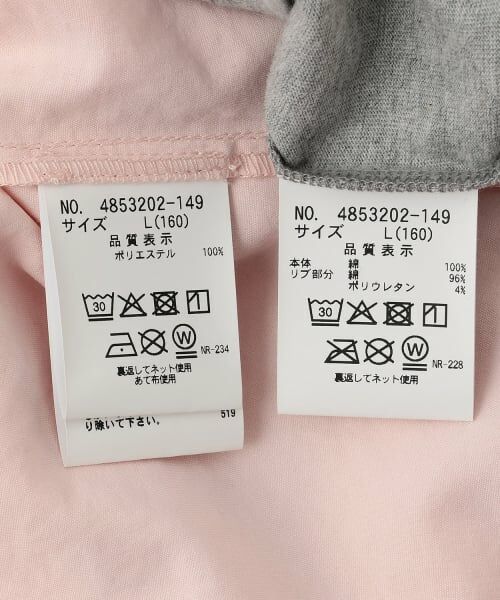 NO. 4853202-149
サイズ L(160)
品質表示
ポリエステル 100%
30
W
NR-234
裏返してネット使用
あて布使用
り除いて下さい。 519
NO. 4853202-149
サイズ L(160)
品質表示
本体 綿 100%
リブ部分 綿 96%
ポリウレタン 4%
30
W
NR-228
裏返してネット使用